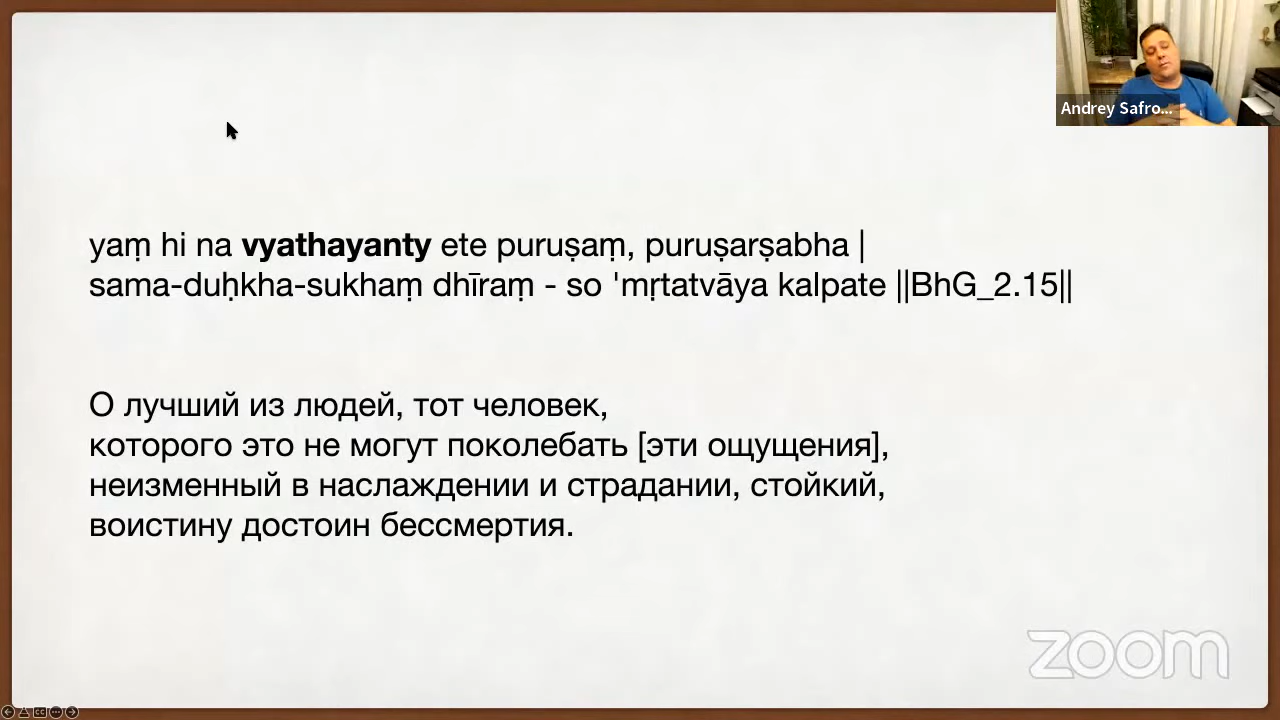 Andrey Safro...
yaṃ hi na vyathayanty ete puruṣaṃ, puruṣarṣabha |
sama-duḥkha-sukhaṃ dhīraṃ - so 'mṛtatvāya kalpate ||BhG_2.15||
О лучший из людей, тот человек,
которого это не могут поколебать [эти ощущения],
неизменный в наслаждении и страдании, стойкий,
воистину достоин бессмертия.
zoom